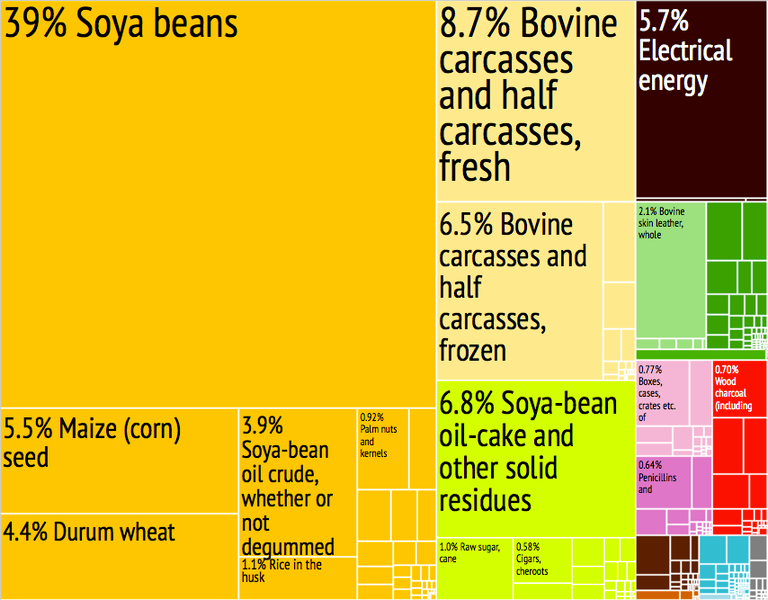 39% Soya beans
5.5% Maize (corn)
seed
4.4% Durum wheat
3.9%
Soya-bean
oil crude,
whether or
not
degummed
1.1% Rice in the
husk
0.92%
Palm nuts
and
kernels
8.7% Bovine
carcasses
and half
carcasses,
fresh
6.5% Bovine
carcasses and
half
carcasses,
frozen
6.8% Soya-bean
oil-cake and
other solid
residues
1.0% Raw sugar,
cane
0.58%
Cigars,
cheroots
5.7%
Electrical
energy
2.1% Bovine
skin leather,
whole
0.77%
Boxes,
cases,
crates etc.
of
0.70%
Wood
charcoal
(including
0.64%
Penicillins
and